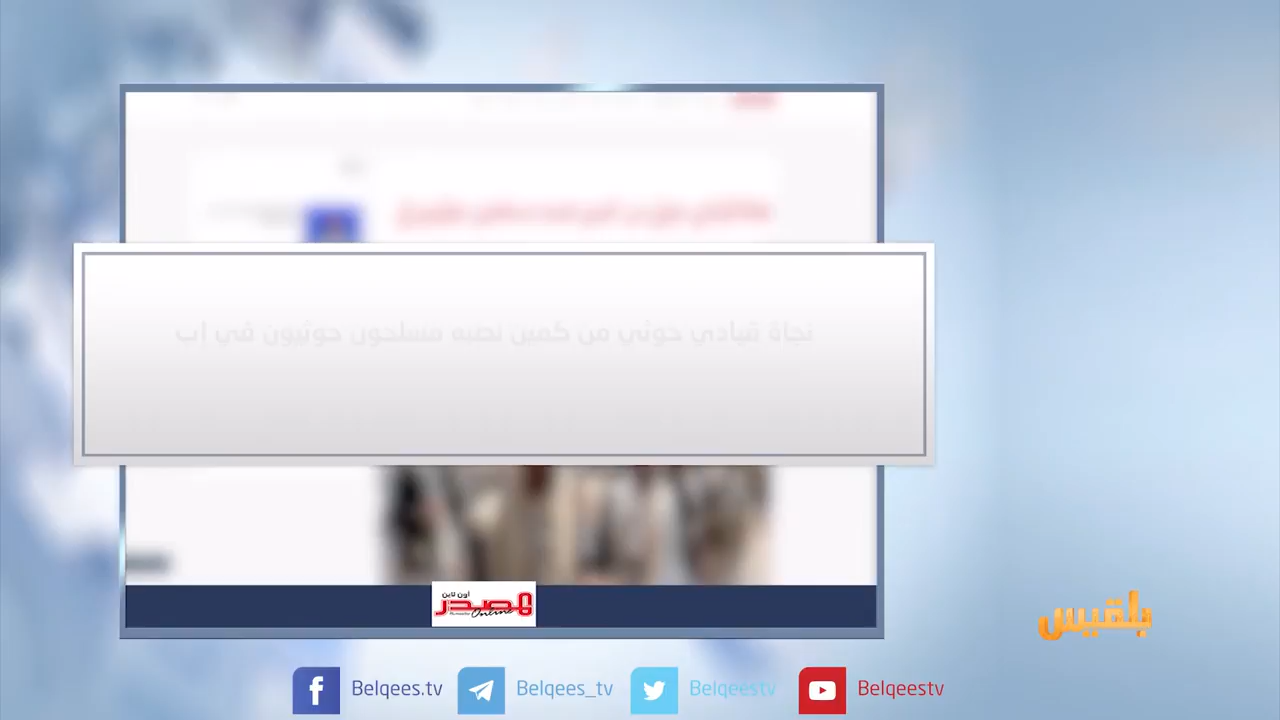 نجاة قيادي حوثي من كمين نصبه مسلحون حوثيون في إب
أون لاين
المصدر
Online
بلقيس
Belqees.tv
Belqees_tv
Belqeestv
Belqeestv